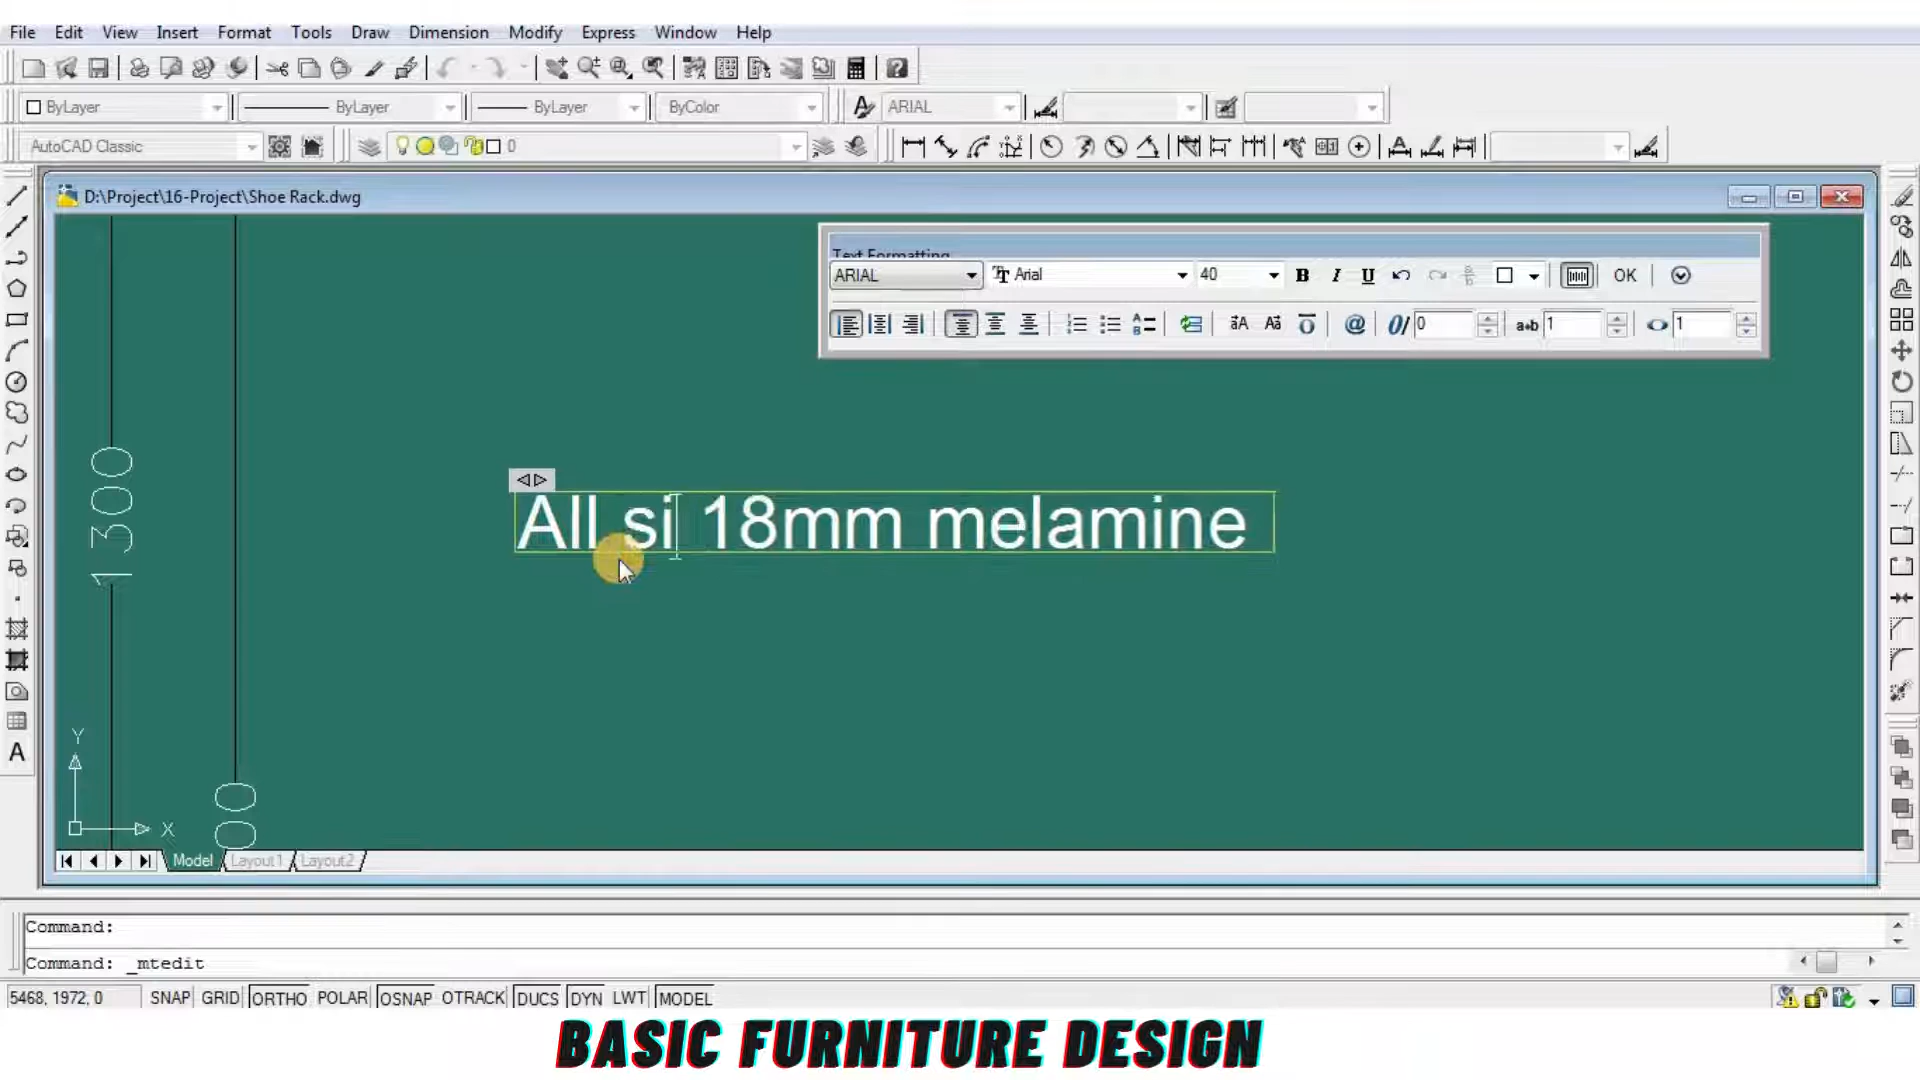 File Edit View Insert Format Tools Draw Dimension Modify Express Window Help
ByLayer ByLayer ByLayer ByColor ARIAL
AutoCAD Classic 0
D:\Project\16-Project\Shoe Rack.dwg
Text Formatting
ARIAL Arial 40 B I U OK
@ 0/ 0 a+b 1 1
All si 18mm melamine
1300
00
Y
X
A
Model Layout1 Layout2
Command:
Command: _mtedit
5468, 1972, 0 SNAP GRID ORTHO POLAR OSNAP OTRACK DUCS DYN LWT MODEL
BASIC FURNITURE DESIGN